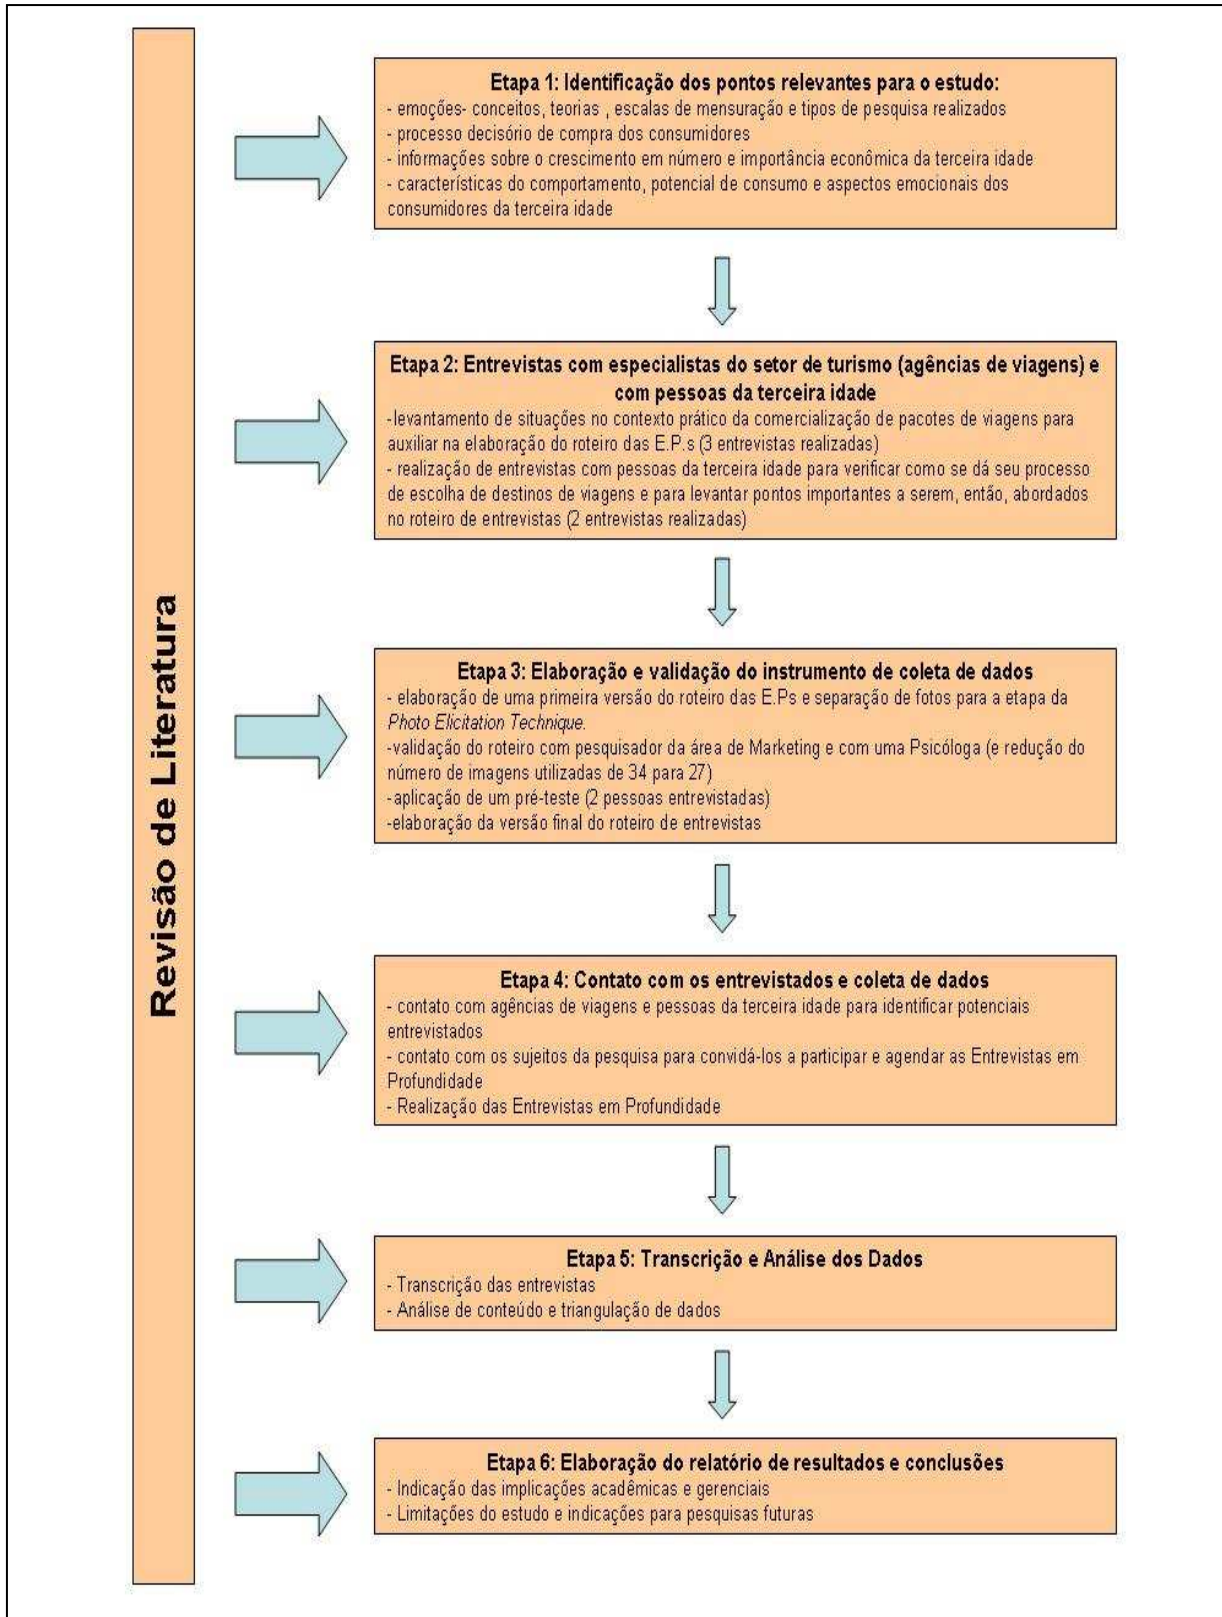 Revisão de Literatura
Etapa 1: Identificação dos pontos relevantes para o estudo:
- emoções- conceitos, teorias , escalas de mensuração e tipos de pesquisa realizados
- processo decisório de compra dos consumidores
- informações sobre o crescimento em número e importância econômica da terceira idade
- características do comportamento, potencial de consumo e aspectos emocionais dos
consumidores da terceira idade
Etapa 2: Entrevistas com especialistas do setor de turismo (agências de viagens) e
com pessoas da terceira idade
-levantamento de situações no contexto prático da comercialização de pacotes de viagens para
auxiliar na elaboração do roteiro das E.P.s (3 entrevistas realizadas)
- realização de entrevistas com pessoas da terceira idade para verificar como se dá seu processo
de escolha de destinos de viagens e para levantar pontos importantes a serem, então, abordados
no roteiro de entrevistas (2 entrevistas realizadas)
Etapa 3: Elaboração e validação do instrumento de coleta de dados
- elaboração de uma primeira versão do roteiro das E.Ps e separação de fotos para a etapa da
Photo Elicitation Technique.
-validação do roteiro com pesquisador da área de Marketing e com uma Psicóloga (e redução do
número de imagens utilizadas de 34 para 27)
-aplicação de um pré-teste (2 pessoas entrevistadas)
-elaboração da versão final do roteiro de entrevistas
Etapa 4: Contato com os entrevistados e coleta de dados
- contato com agências de viagens e pessoas da terceira idade para identificar potenciais
entrevistados
- contato com os sujeitos da pesquisa para convidá-los a participar e agendar as Entrevistas em
Profundidade
- Realização das Entrevistas em Profundidade
Etapa 5: Transcrição e Análise dos Dados
- Transcrição das entrevistas
- Análise de conteúdo e triangulação de dados
Etapa 6: Elaboração do relatório de resultados e conclusões
- Indicação das implicações acadêmicas e gerenciais
- Limitações do estudo e indicações para pesquisas futuras